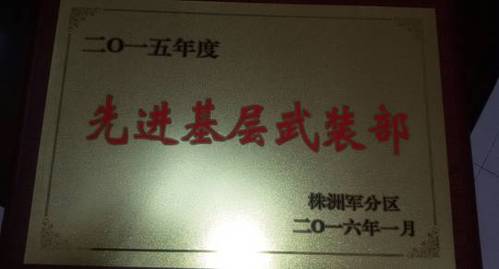 二〇一五年度
先进基层武装部
株洲军分区
二〇一六年一月